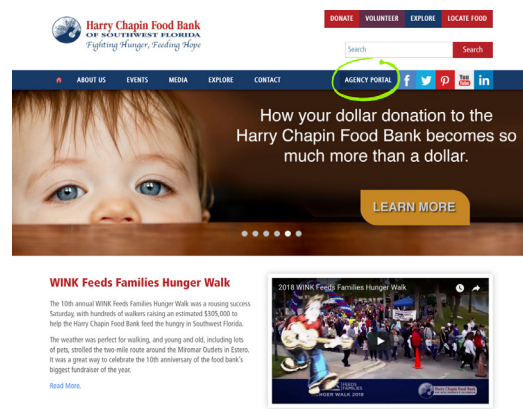 Harry Chapin Food Bank
OF SOUTHWEST FLORIDA
Fighting Hunger, Feeding Hope
DONATE VOLUNTEER EXPLORE LOCATE FOOD
Search Search
ABOUT US EVENTS MEDIA EXPLORE CONTACT AGENCY PORTAL f You Tube in
How your dollar donation to the
Harry Chapin Food Bank becomes so
much more than a dollar.
LEARN MORE
WINK Feeds Families Hunger Walk
The 10th annual WINK Feeds Families Hunger Walk was a rousing success
Saturday, with hundreds of walkers raising an estimated $305,000 to
help the Harry Chapin Food Bank feed the hungry in Southwest Florida.
The weather was perfect for walking, and young and old, including lots
of pets, strolled the two-mile route around the Miromar Outlets in Estero.
It was a great way to celebrate the 10th anniversary of the food bank's
biggest fundraiser of the year.
Read More.
2018 WINK Feeds Families Hunger Walk
FEEDS
FAMILIES
HUNGER WALK 2018
Harry Chapin Food Bank